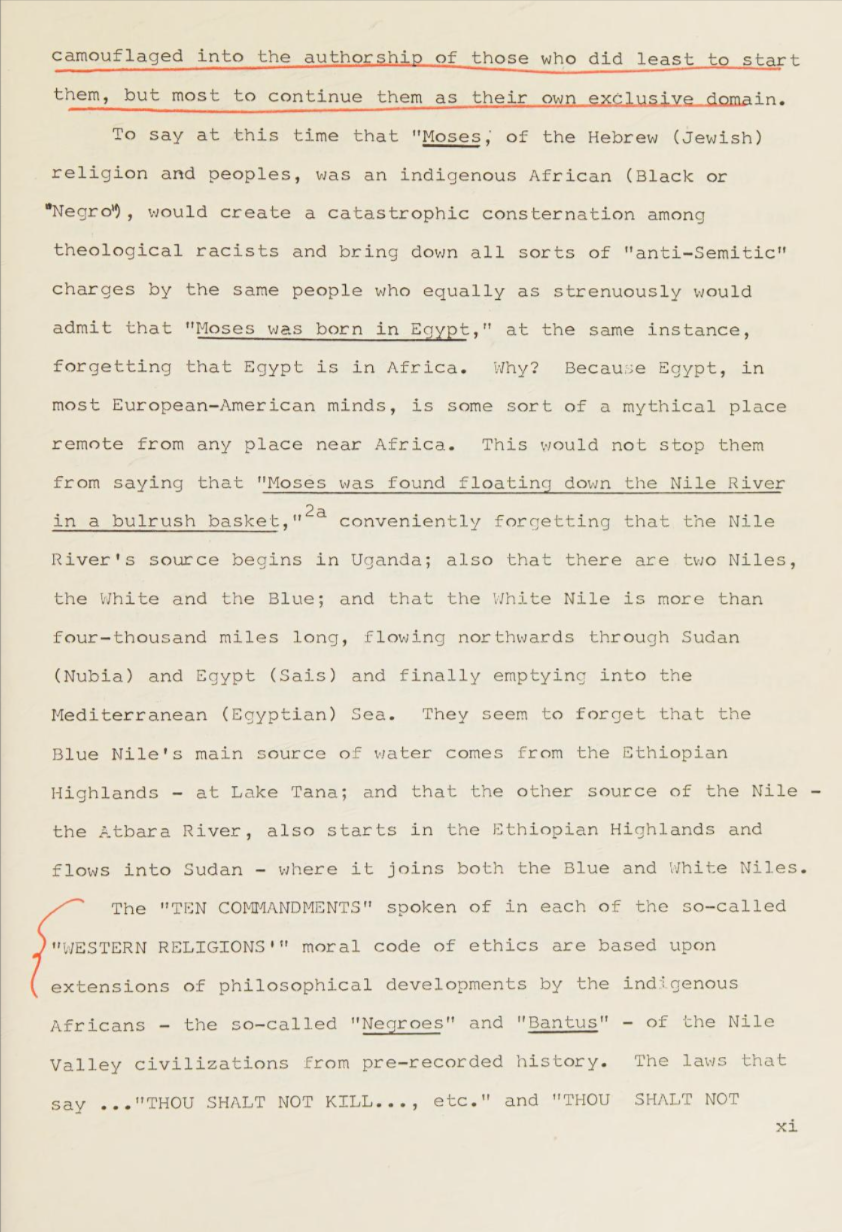 camouflaged into the authorship of those who did least to start
them, but most to continue them as their own exclusive domain.
To say at this time that "Moses," of the Hebrew (Jewish)
religion and peoples, was an indigenous African (Black or
"Negro"), would create a catastrophic consternation among
theological racists and bring down all sorts of "anti-Semitic"
charges by the same people who equally as strenuously would
admit that "Moses was born in Egypt," at the same instance,
forgetting that Egypt is in Africa.  Why?  Because Egypt, in
most European-American minds, is some sort of a mythical place
remote from any place near Africa.  This would not stop them
from saying that "Moses was found floating down the Nile River
in a bulrush basket,"2a conveniently forgetting that the Nile
River's source begins in Uganda; also that there are two Niles,
the White and the Blue; and that the White Nile is more than
four-thousand miles long, flowing northwards through Sudan
(Nubia) and Egypt (Sais) and finally emptying into the
Mediterranean (Egyptian) Sea.  They seem to forget that the
Blue Nile's main source of water comes from the Ethiopian
Highlands - at Lake Tana; and that the other source of the Nile -
the Atbara River, also starts in the Ethiopian Highlands and
flows into Sudan - where it joins both the Blue and White Niles.
The "TEN COMMANDMENTS" spoken of in each of the so-called
"WESTERN RELIGIONS'" moral code of ethics are based upon
extensions of philosophical developments by the indigenous
Africans - the so-called "Negroes" and "Bantus" - of the Nile
Valley civilizations from pre-recorded history.  The laws that
say ..."THOU SHALT NOT KILL..., etc." and "THOU  SHALT NOT
xi